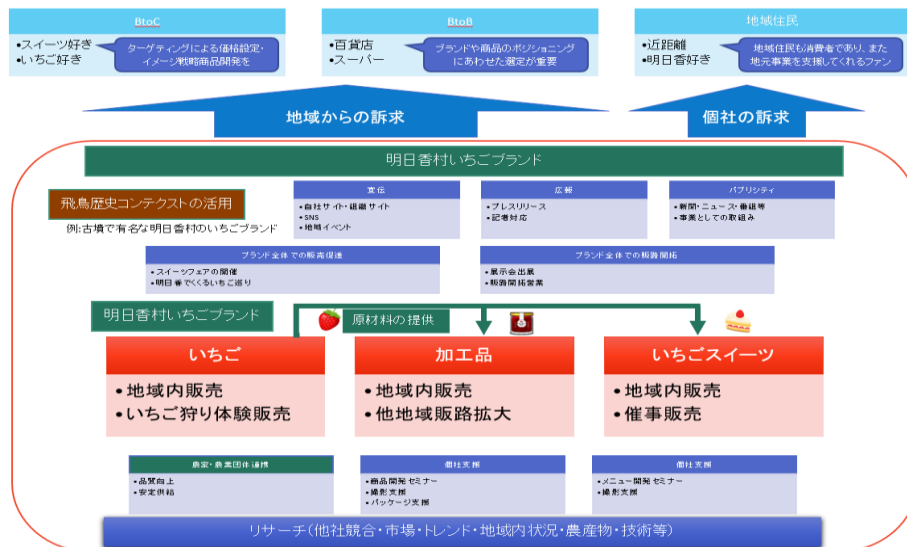 BtoC
•スイーツ好き
•いちご好き
ターゲティングによる価格設定・
イメージ戦略商品開発を
BtoB
•百貨店
•スーパー
ブランドや商品のポジショニング
にあわせた選定が重要
地域住民
•近距離
•明日香好き
地域住民も消費者であり、また
地元事業を支援してくれるファン
地域からの訴求
個社の訴求
明日香村いちごブランド
飛鳥歴史コンテクストの活用
例:古墳で有名な明日香村のいちごブランド
宣伝
•自社サイト・組織サイト
•SNS
•地域イベント
広報
•プレスリリース
•記者対応
パブリシティ
•新聞・ニュース・番組等
•事業としての取組み
ブランド全体での販売促進
•スイーツフェアの開催
•明日香でくくるいちご巡り
ブランド全体での販路開拓
•展示会出展
•販路開拓営業
明日香村いちごブランド
原材料の提供
いちご
•地域内販売
•いちご狩り体験販売
加工品
•地域内販売
•他地域販路拡大
いちごスイーツ
•地域内販売
•催事販売
農家・農業団体連携
•品質向上
•安定供給
個社支援
•商品開発セミナー
•撮影支援
•パッケージ支援
個社支援
•メニュー開発セミナー
•撮影支援
リサーチ(他社競合・市場・トレンド・地域内状況・農産物・技術等)